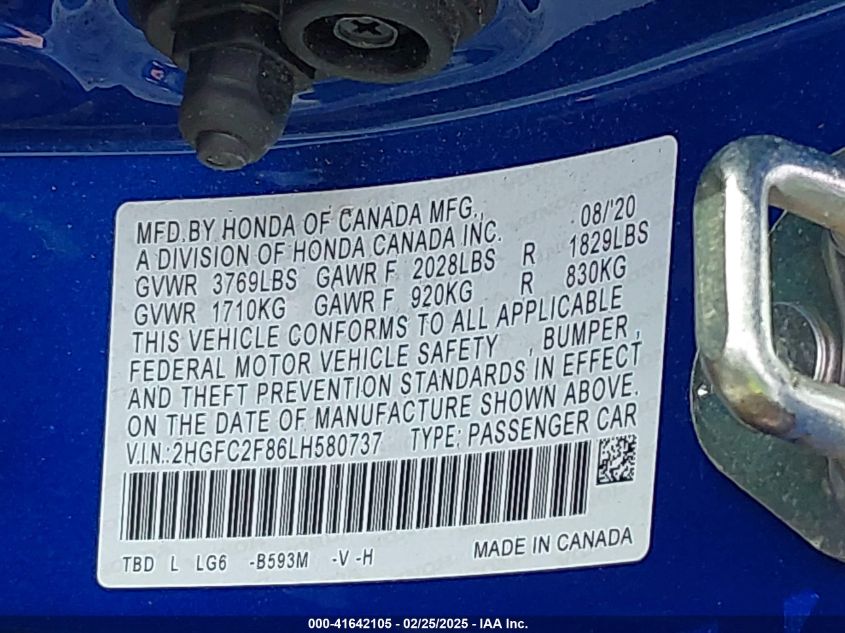 MFD.BY HONDA OF CANADA MFG., 08/'20
A DIVISION OF HONDA CANADA INC.
GVWR 3769LBS GAWR F 2028LBS R 1829LBS
GVWR 1710KG GAWR F 920KG R 830KG
THIS VEHICLE CONFORMS TO ALL APPLICABLE
FEDERAL MOTOR VEHICLE SAFETY , BUMPER ,
AND THEFT PREVENTION STANDARDS IN EFFECT
ON THE DATE OF MANUFACTURE SHOWN ABOVE.
V.I.N.:2HGFC2F86LH580737 TYPE: PASSENGER CAR
TBD L LG6 -B593M -V -H MADE IN CANADA
000-41642105 - 02/25/2025 - IAA Inc.